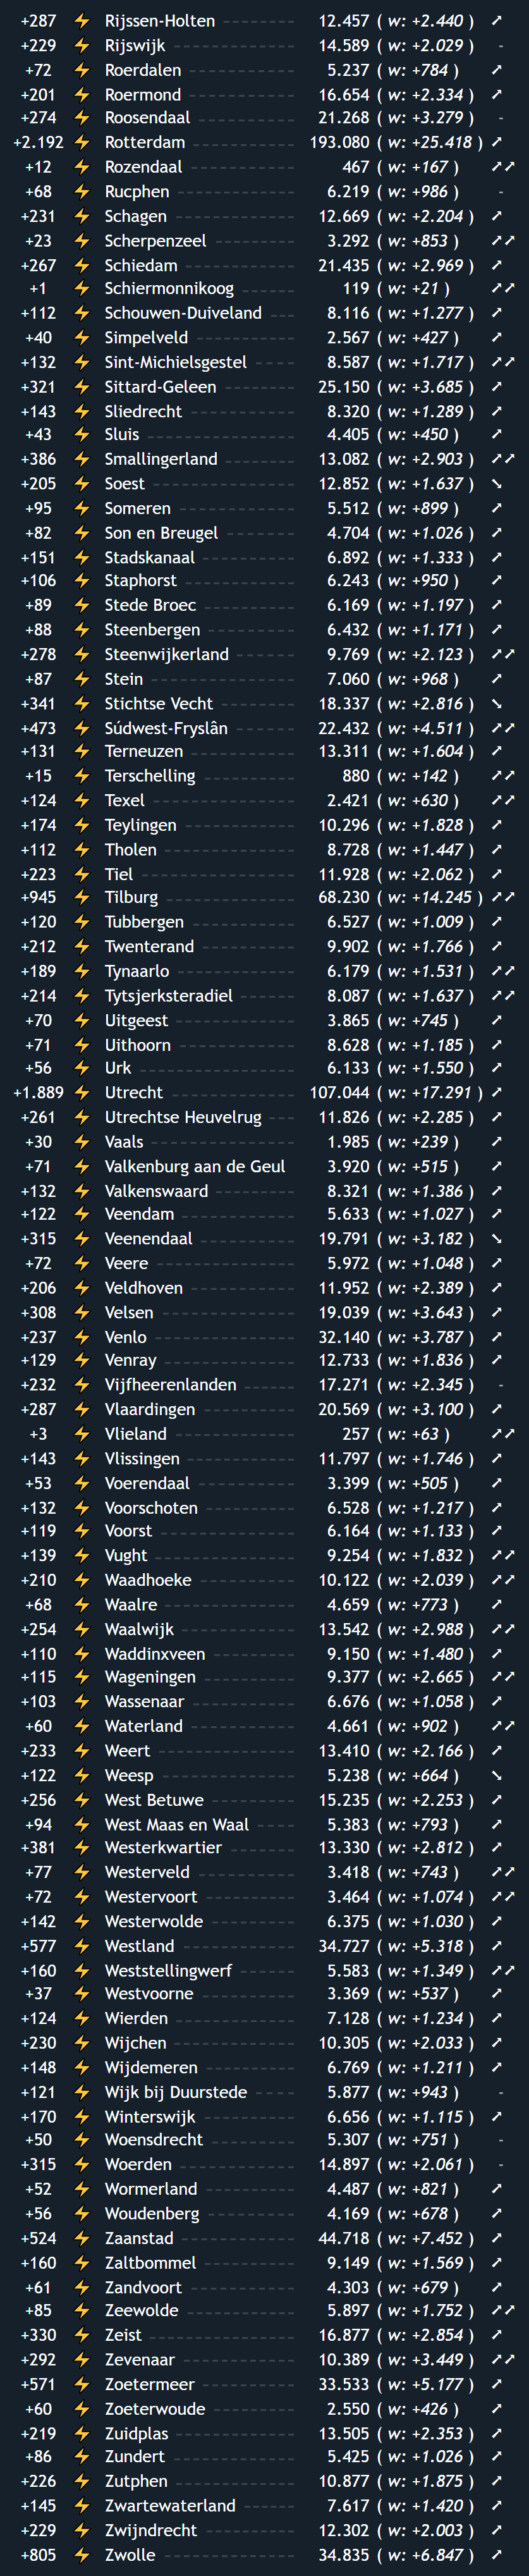 +287 ⚡ Rijssen-Holten 12.457 ( w: +2.440 ) ➚
+229 ⚡ Rijswijk 14.589 ( w: +2.029 ) -
+72 ⚡ Roerdalen 5.237 ( w: +784 ) ➚
+201 ⚡ Roermond 16.654 ( w: +2.334 ) ➚
+274 ⚡ Roosendaal 21.268 ( w: +3.279 ) -
+2.192 ⚡ Rotterdam 193.080 ( w: +25.418 ) ➚
+12 ⚡ Rozendaal 467 ( w: +167 ) ➚➚
+68 ⚡ Rucphen 6.219 ( w: +986 ) -
+231 ⚡ Schagen 12.669 ( w: +2.204 ) ➚
+23 ⚡ Scherpenzeel 3.292 ( w: +853 ) ➚➚
+267 ⚡ Schiedam 21.435 ( w: +2.969 ) ➚
+1 ⚡ Schiermonnikoog 119 ( w: +21 ) ➚➚
+112 ⚡ Schouwen-Duiveland 8.116 ( w: +1.277 ) ➚
+40 ⚡ Simpelveld 2.567 ( w: +427 ) ➚
+132 ⚡ Sint-Michielsgestel 8.587 ( w: +1.717 ) ➚➚
+321 ⚡ Sittard-Geleen 25.150 ( w: +3.685 ) ➚
+143 ⚡ Sliedrecht 8.320 ( w: +1.289 ) ➚
+43 ⚡ Sluis 4.405 ( w: +450 ) ➚
+386 ⚡ Smallingerland 13.082 ( w: +2.903 ) ➚➚
+205 ⚡ Soest 12.852 ( w: +1.637 ) ➘
+95 ⚡ Someren 5.512 ( w: +899 ) ➚
+82 ⚡ Son en Breugel 4.704 ( w: +1.026 ) ➚
+151 ⚡ Stadskanaal 6.892 ( w: +1.333 ) ➚
+106 ⚡ Staphorst 6.243 ( w: +950 ) ➚
+89 ⚡ Stede Broec 6.169 ( w: +1.197 ) ➚
+88 ⚡ Steenbergen 6.432 ( w: +1.171 ) ➚
+278 ⚡ Steenwijkerland 9.769 ( w: +2.123 ) ➚➚
+87 ⚡ Stein 7.060 ( w: +968 ) ➚
+341 ⚡ Stichtse Vecht 18.337 ( w: +2.816 ) ➘
+473 ⚡ Súdwest-Fryslân 22.432 ( w: +4.511 ) ➚➚
+131 ⚡ Terneuzen 13.311 ( w: +1.604 ) ➚
+15 ⚡ Terschelling 880 ( w: +142 ) ➚➚
+124 ⚡ Texel 2.421 ( w: +630 ) ➚➚
+174 ⚡ Teylingen 10.296 ( w: +1.828 ) ➚
+112 ⚡ Tholen 8.728 ( w: +1.447 ) ➚
+223 ⚡ Tiel 11.928 ( w: +2.062 ) ➚
+945 ⚡ Tilburg 68.230 ( w: +14.245 ) ➚➚
+120 ⚡ Tubbergen 6.527 ( w: +1.009 ) ➚
+212 ⚡ Twenterand 9.902 ( w: +1.766 ) ➚
+189 ⚡ Tynaarlo 6.179 ( w: +1.531 ) ➚➚
+214 ⚡ Tytsjerksteradiel 8.087 ( w: +1.637 ) ➚➚
+70 ⚡ Uitgeest 3.865 ( w: +745 ) ➚
+71 ⚡ Uithoorn 8.628 ( w: +1.185 ) ➚
+56 ⚡ Urk 6.133 ( w: +1.550 ) ➚
+1.889 ⚡ Utrecht 107.044 ( w: +17.291 ) ➚
+261 ⚡ Utrechtse Heuvelrug 11.826 ( w: +2.285 ) ➚
+30 ⚡ Vaals 1.985 ( w: +239 ) ➚
+71 ⚡ Valkenburg aan de Geul 3.920 ( w: +515 ) ➚
+132 ⚡ Valkenswaard 8.321 ( w: +1.386 ) ➚
+122 ⚡ Veendam 5.633 ( w: +1.027 ) ➚
+315 ⚡ Veenendaal 19.791 ( w: +3.182 ) ➘
+72 ⚡ Veere 5.972 ( w: +1.048 ) ➚
+206 ⚡ Veldhoven 11.952 ( w: +2.389 ) ➚
+308 ⚡ Velsen 19.039 ( w: +3.643 ) ➚
+237 ⚡ Venlo 32.140 ( w: +3.787 ) ➚
+129 ⚡ Venray 12.733 ( w: +1.836 ) ➚
+232 ⚡ Vijfheerenlanden 17.271 ( w: +2.345 ) -
+287 ⚡ Vlaardingen 20.569 ( w: +3.100 ) ➚
+3 ⚡ Vlieland 257 ( w: +63 ) ➚➚
+143 ⚡ Vlissingen 11.797 ( w: +1.746 ) ➚
+53 ⚡ Voerendaal 3.399 ( w: +505 ) ➚
+132 ⚡ Voorschoten 6.528 ( w: +1.217 ) ➚
+119 ⚡ Voorst 6.164 ( w: +1.133 ) ➚
+139 ⚡ Vught 9.254 ( w: +1.832 ) ➚➚
+210 ⚡ Waadhoeke 10.122 ( w: +2.039 ) ➚➚
+68 ⚡ Waalre 4.659 ( w: +773 ) ➚
+254 ⚡ Waalwijk 13.542 ( w: +2.988 ) ➚➚
+110 ⚡ Waddinxveen 9.150 ( w: +1.480 ) ➚
+115 ⚡ Wageningen 9.377 ( w: +2.665 ) ➚➚
+103 ⚡ Wassenaar 6.676 ( w: +1.058 ) ➚
+60 ⚡ Waterland 4.661 ( w: +902 ) ➚➚
+233 ⚡ Weert 13.410 ( w: +2.166 ) ➚
+122 ⚡ Weesp 5.238 ( w: +664 ) ➘
+256 ⚡ West Betuwe 15.235 ( w: +2.253 ) ➚
+94 ⚡ West Maas en Waal 5.383 ( w: +793 ) ➚
+381 ⚡ Westerkwartier 13.330 ( w: +2.812 ) ➚
+77 ⚡ Westerveld 3.418 ( w: +743 ) ➚➚
+72 ⚡ Westervoort 3.464 ( w: +1.074 ) ➚➚
+142 ⚡ Westerwolde 6.375 ( w: +1.030 ) ➚
+577 ⚡ Westland 34.727 ( w: +5.318 ) ➚
+160 ⚡ Weststellingwerf 5.583 ( w: +1.349 ) ➚➚
+37 ⚡ Westvoorne 3.369 ( w: +537 ) ➚
+124 ⚡ Wierden 7.128 ( w: +1.234 ) ➚
+230 ⚡ Wijchen 10.305 ( w: +2.033 ) ➚
+148 ⚡ Wijdemeren 6.769 ( w: +1.211 ) ➚
+121 ⚡ Wijk bij Duurstede 5.877 ( w: +943 ) -
+170 ⚡ Winterswijk 6.656 ( w: +1.115 ) ➚
+50 ⚡ Woensdrecht 5.307 ( w: +751 ) -
+315 ⚡ Woerden 14.897 ( w: +2.061 ) -
+52 ⚡ Wormerland 4.487 ( w: +821 ) ➚
+56 ⚡ Woudenberg 4.169 ( w: +678 ) ➚
+524 ⚡ Zaanstad 44.718 ( w: +7.452 ) ➚
+160 ⚡ Zaltbommel 9.149 ( w: +1.569 ) ➚
+61 ⚡ Zandvoort 4.303 ( w: +679 ) ➚
+85 ⚡ Zeewolde 5.897 ( w: +1.752 ) ➚➚
+330 ⚡ Zeist 16.877 ( w: +2.854 ) ➚
+292 ⚡ Zevenaar 10.389 ( w: +3.449 ) ➚➚
+571 ⚡ Zoetermeer 33.533 ( w: +5.177 ) ➚
+60 ⚡ Zoeterwoude 2.550 ( w: +426 ) ➚
+219 ⚡ Zuidplas 13.505 ( w: +2.353 ) ➚
+86 ⚡ Zundert 5.425 ( w: +1.026 ) ➚
+226 ⚡ Zutphen 10.877 ( w: +1.875 ) ➚
+145 ⚡ Zwartewaterland 7.617 ( w: +1.420 ) ➚
+229 ⚡ Zwijndrecht 12.302 ( w: +2.003 ) ➚
+805 ⚡ Zwolle 34.835 ( w: +6.847 ) ➚